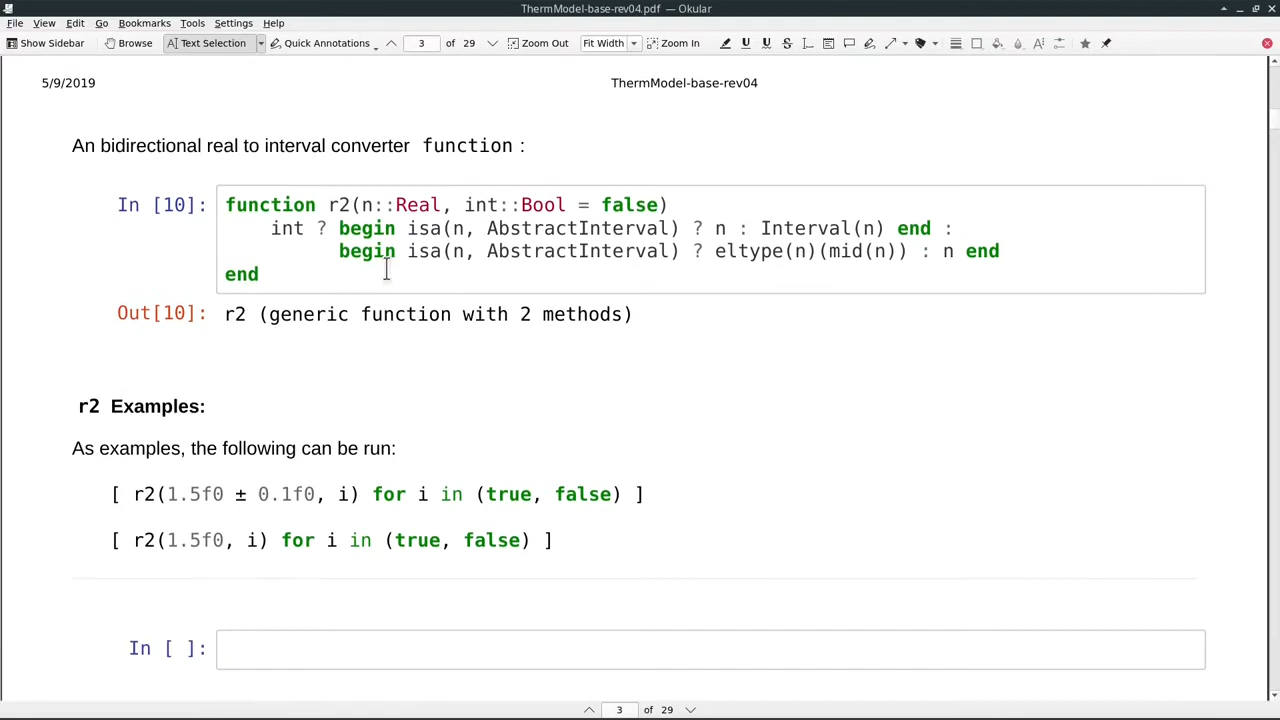 ThermModel-base-rev04.pdf — Okular
File View Edit Go Bookmarks Tools Settings Help
Show Sidebar Browse Text Selection Quick Annotations 3 of 29 Zoom Out Fit Width Zoom In
5/9/2019 ThermModel-base-rev04
An bidirectional real to interval converter function :
In [10]: function r2(n::Real, int::Bool = false)
int ? begin isa(n, AbstractInterval) ? n : Interval(n) end :
begin isa(n, AbstractInterval) ? eltype(n)(mid(n)) : n end
end
Out[10]: r2 (generic function with 2 methods)
r2 Examples:
As examples, the following can be run:
[ r2(1.5f0 ± 0.1f0, i) for i in (true, false) ]
[ r2(1.5f0, i) for i in (true, false) ]
In [ ]:
3 of 29